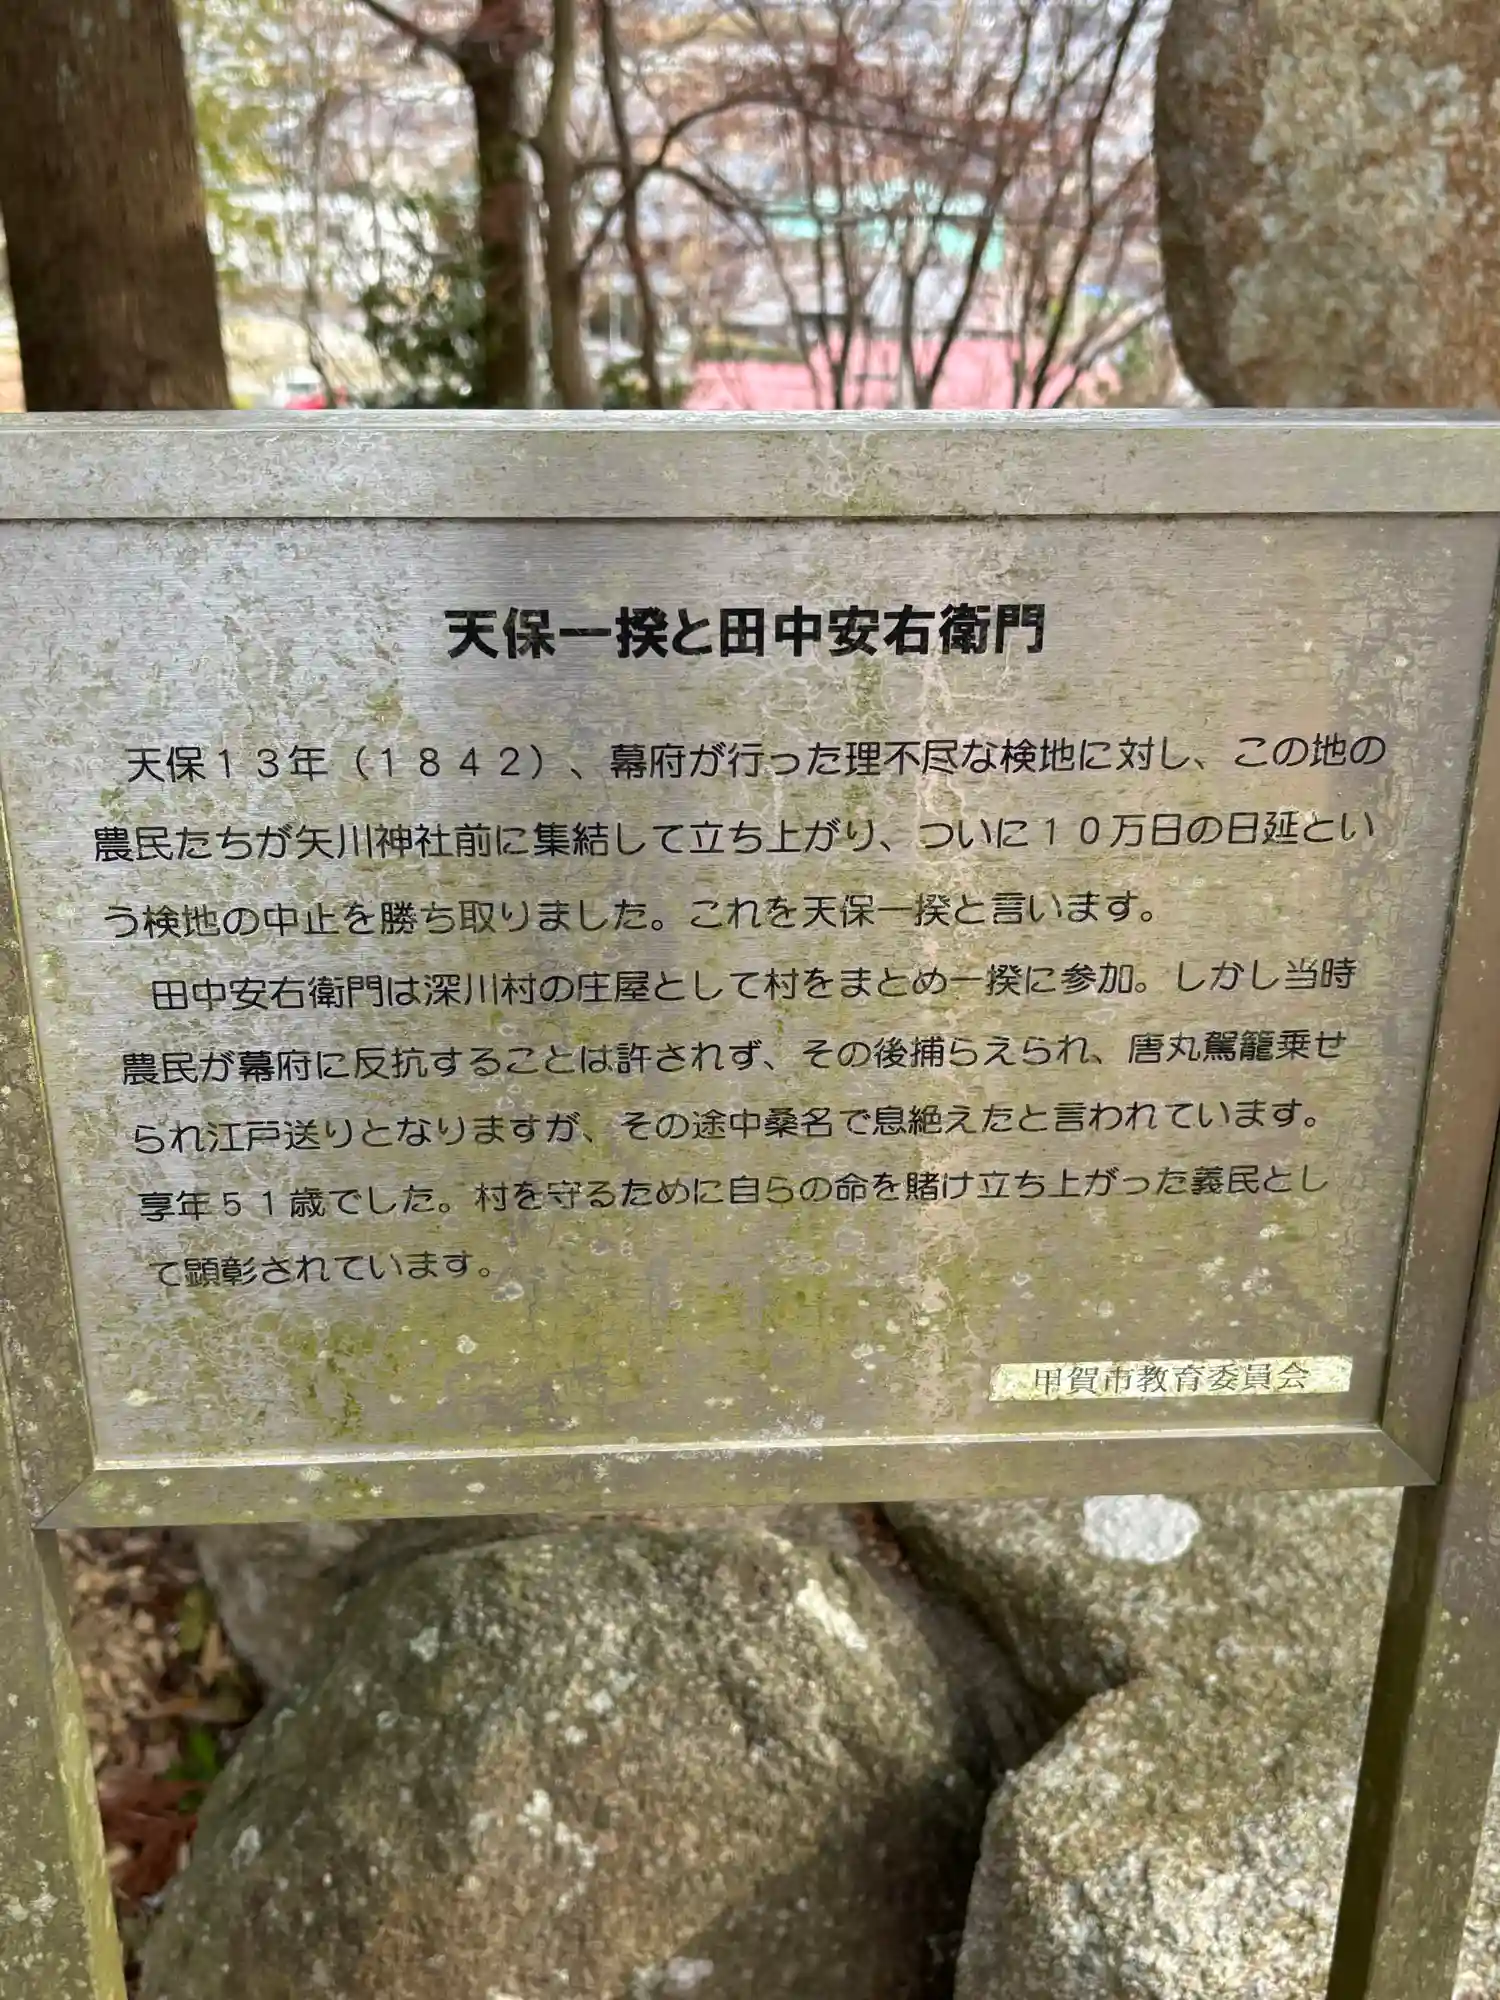 天保一揆と田中安右衛門
天保１３年（１８４２）、幕府が行った理不尽な検地に対し、この地の
農民たちが矢川神社前に集結して立ち上がり、ついに１０万日の日延とい
う検地の中止を勝ち取りました。これを天保一揆と言います。
田中安右衛門は深川村の庄屋として村をまとめ一揆に参加。しかし当時
農民が幕府に反抗することは許されず、その後捕らえられ、唐丸駕籠乗せ
られ江戸送りとなりますが、その途中桑名で息絶えたと言われています。
享年５１歳でした。村を守るために自らの命を賭け立ち上がった義民とし
て顕彰されています。
甲賀市教育委員会